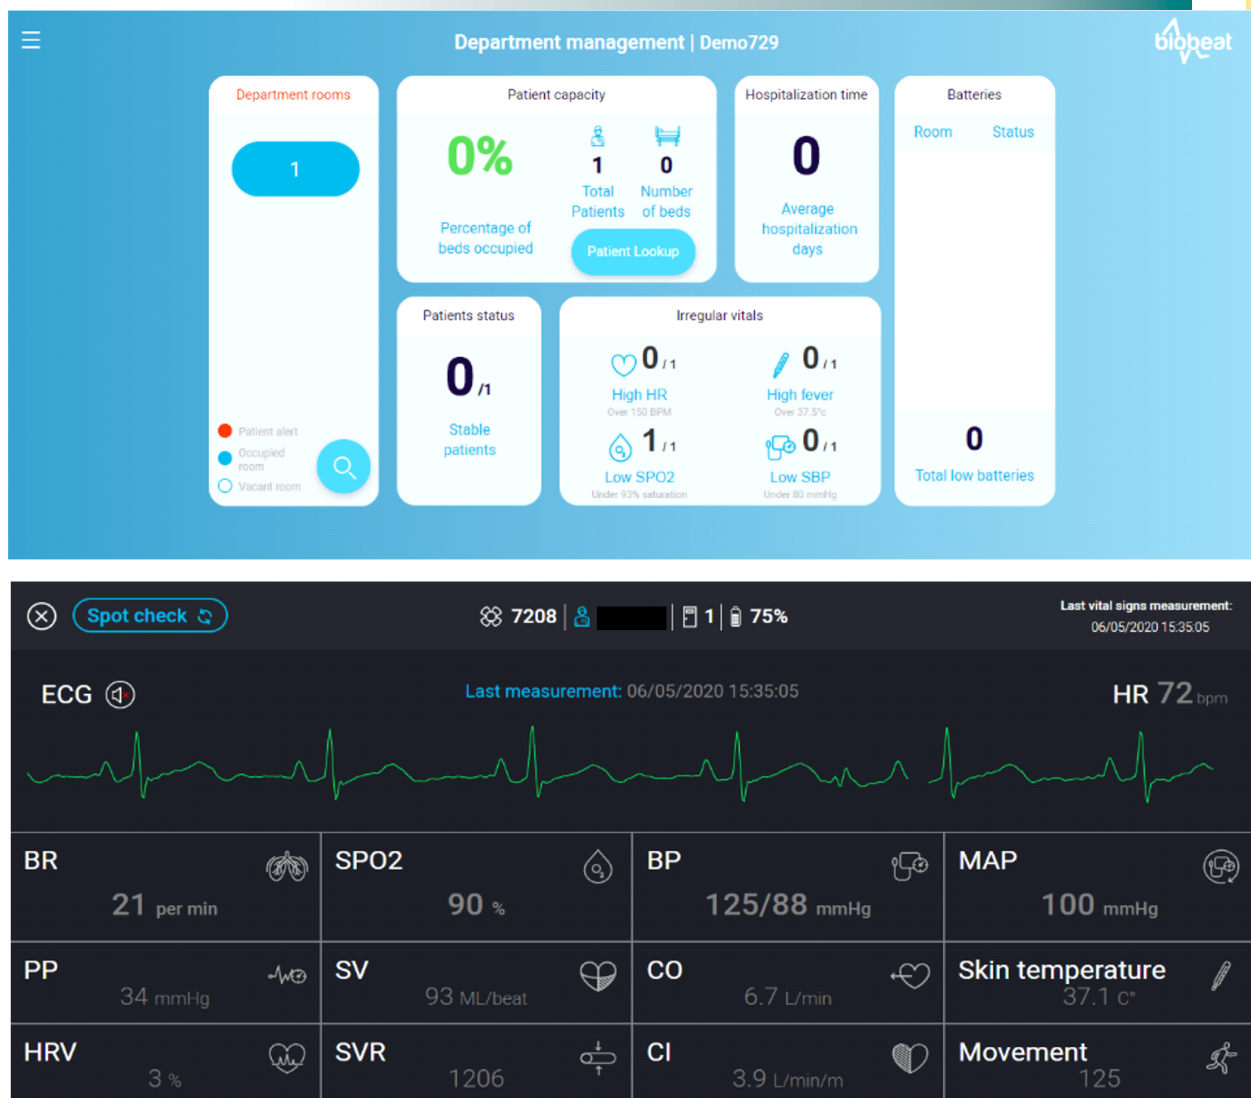 Department management | Demo729
biobeat
Department rooms
1
Patient alert
Occupied
room
Vacant room
Patient capacity
0%
Percentage of
beds occupied
1
Total
Patients
0
Number
of beds
Patient Lookup
Hospitalization time
0
Average
hospitalization
days
Batteries
Room Status
0
Total low batteries
Patients status
0/1
Stable
patients
Irregular vitals
0/1
High HR
Over 150 BPM
0/1
High fever
Over 37.5°c
1/1
Low SPO2
Under 93% saturation
0/1
Low SBP
Under 80 mmHg
Spot check
7208
1
75%
Last vital signs measurement:
06/05/2020 15:35:05
ECG
Last measurement: 06/05/2020 15:35:05
HR 72 bpm
BR
21 per min
SPO2
90 %
BP
125/88 mmHg
MAP
100 mmHg
PP
34 mmHg
SV
93 ML/beat
CO
6.7 L/min
Skin temperature
37.1 C°
HRV
3 %
SVR
1206
CI
3.9 L/min/m
Movement
125